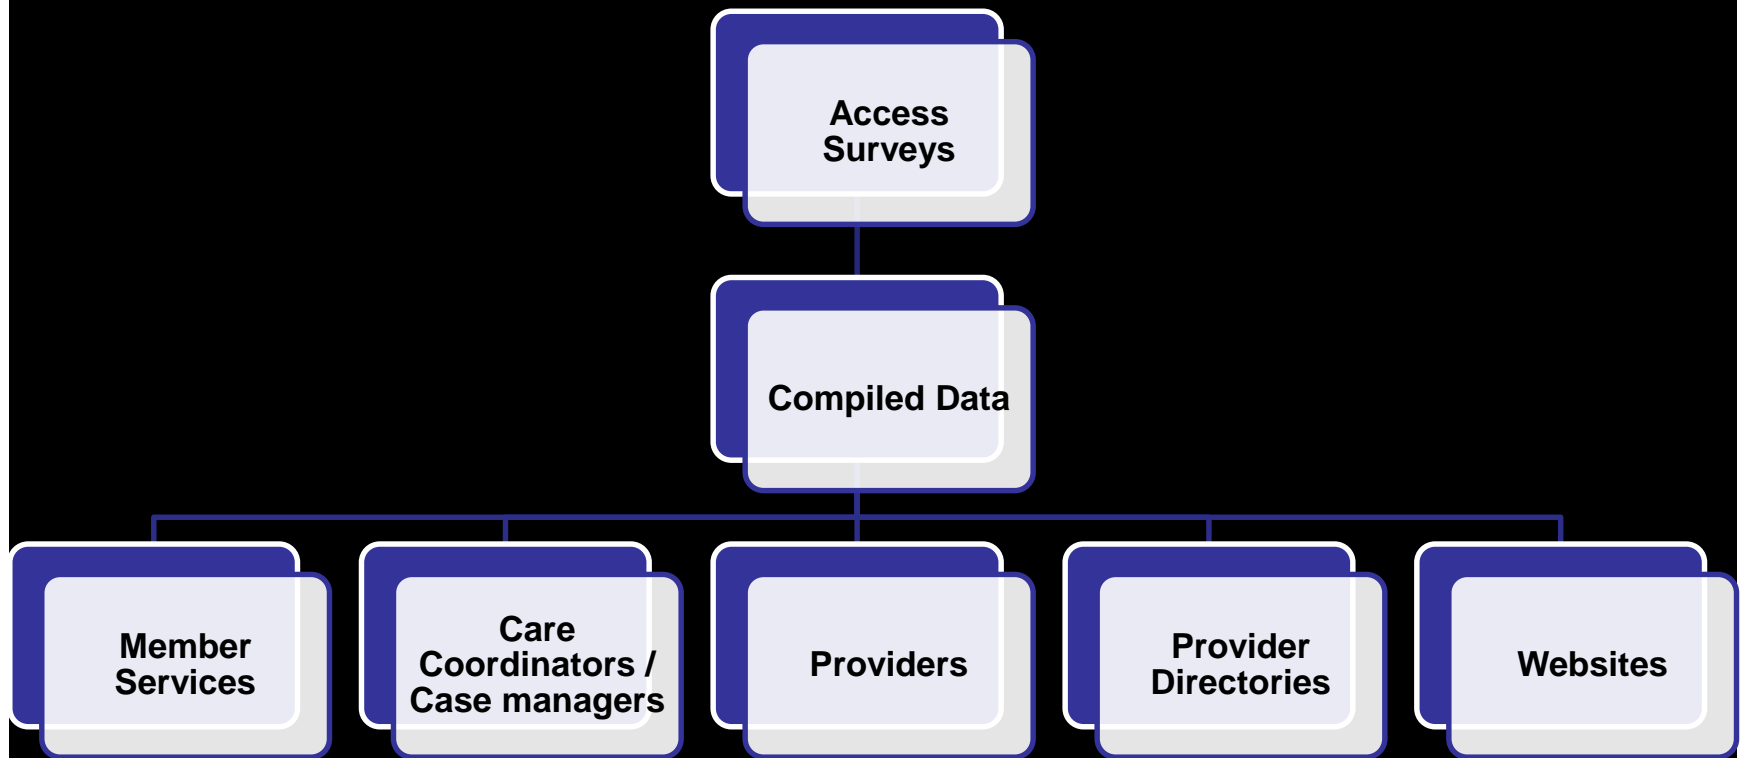 Access
Surveys
Compiled Data
Member
Services
Care
Coordinators /
Case managers
Providers
Provider
Directories
Websites